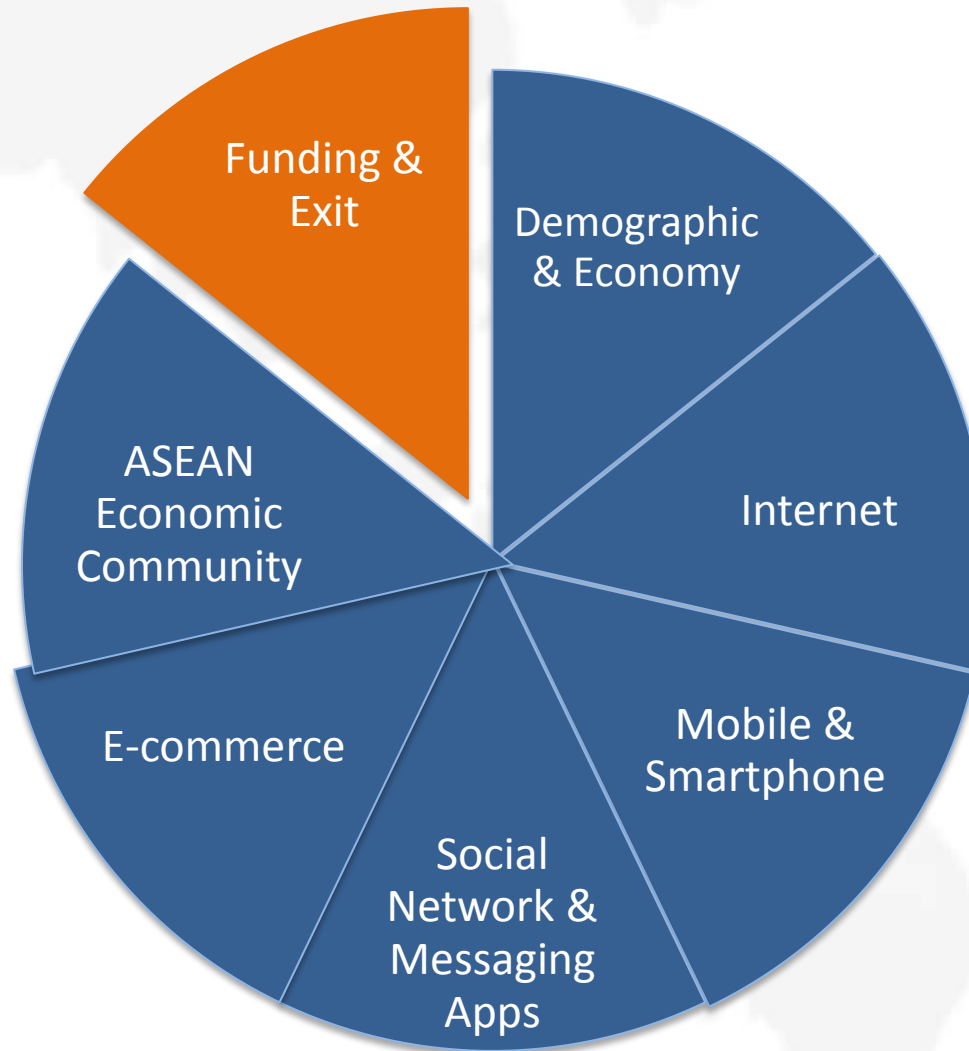 Funding &
Exit
Demographic
& Economy
Internet
Mobile &
Smartphone
Social
Network &
Messaging
Apps
E-commerce
ASEAN
Economic
Community